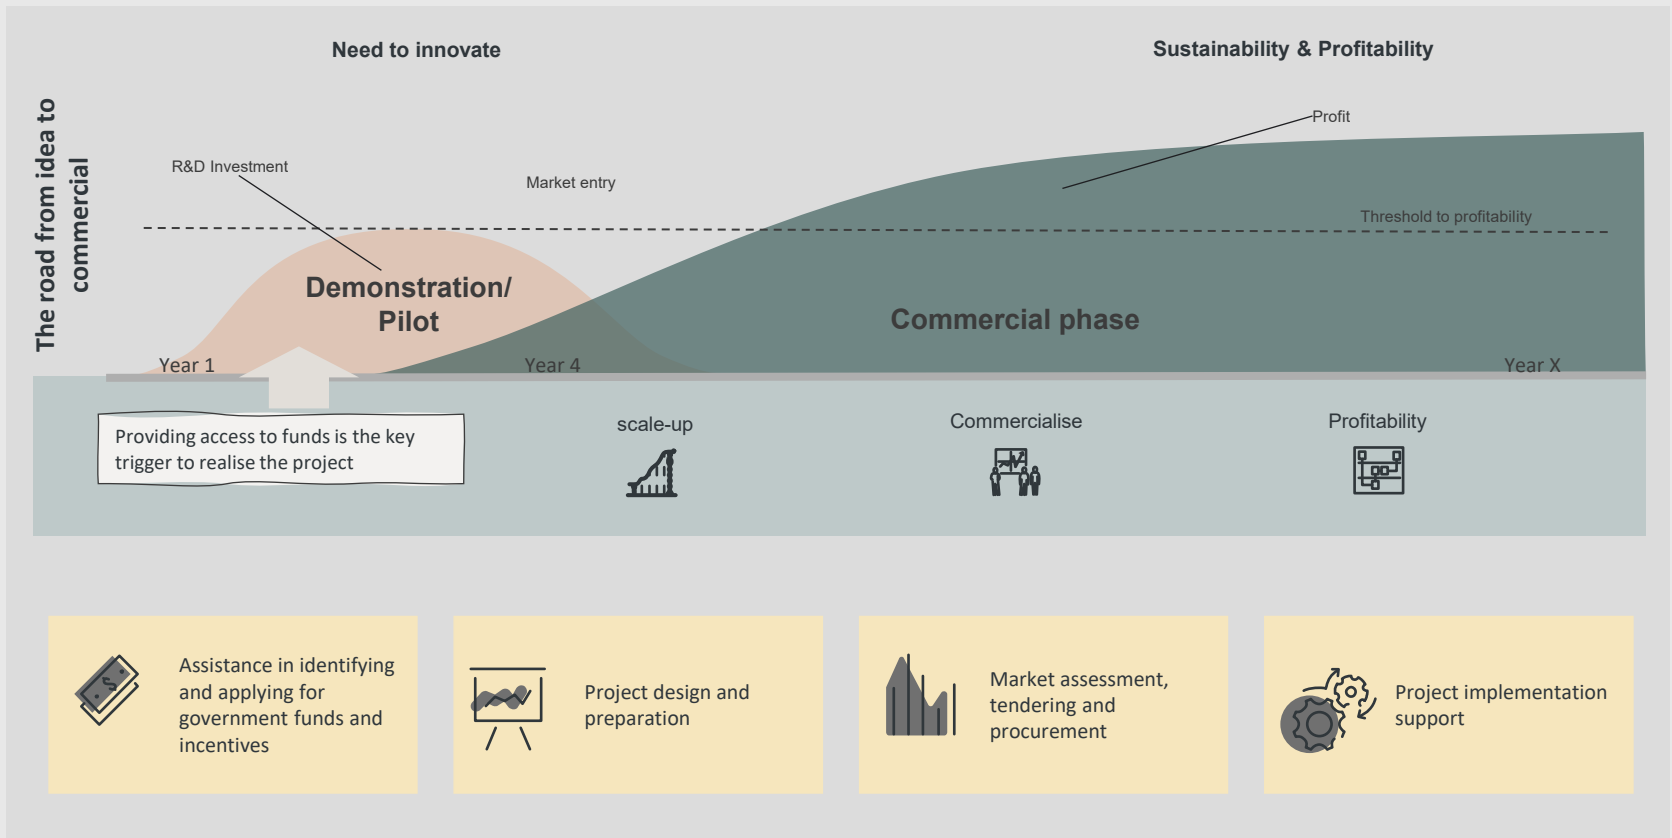 Need to innovate
Sustainability & Profitability
The road from idea to
commercial
Profit
R&D Investment
Market entry
Threshold to profitability
Demonstration/
Pilot
Commercial phase
Year 1
Year 4
Year X
Providing access to funds is the key
trigger to realise the project
scale-up
Commercialise
Profitability
Assistance in identifying
and applying for
government funds and
incentives
Project design and
preparation
Market assessment,
tendering and
procurement
Project implementation
support